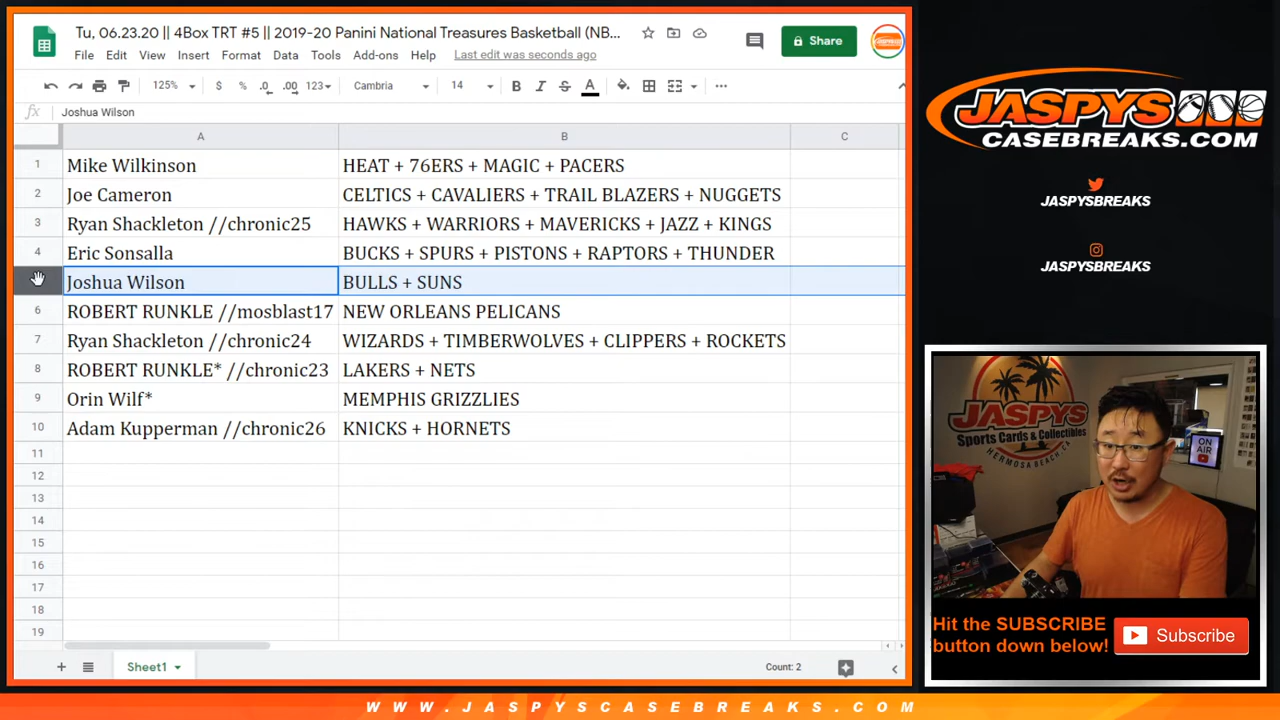 Tu, 06.23.20 || 4Box TRT #5 || 2019-20 Panini National Treasures Basketball (NB...
File Edit View Insert Format Data Tools Add-ons Help Last edit was seconds ago
Share
125% $ % .0 .00 123 Cambria 14 B I S A
fx Joshua Wilson
A B C
1 Mike Wilkinson HEAT + 76ERS + MAGIC + PACERS
2 Joe Cameron CELTICS + CAVALIERS + TRAIL BLAZERS + NUGGETS
3 Ryan Shackleton //chronic25 HAWKS + WARRIORS + MAVERICKS + JAZZ + KINGS
4 Eric Sonsalla BUCKS + SPURS + PISTONS + RAPTORS + THUNDER
Joshua Wilson BULLS + SUNS
6 ROBERT RUNKLE //mosblast17 NEW ORLEANS PELICANS
7 Ryan Shackleton //chronic24 WIZARDS + TIMBERWOLVES + CLIPPERS + ROCKETS
8 ROBERT RUNKLE* //chronic23 LAKERS + NETS
9 Orin Wilf* MEMPHIS GRIZZLIES
10 Adam Kupperman //chronic26 KNICKS + HORNETS
11
12
13
14
15
16
17
18
19
Sheet1
Count: 2
JASPYS
CASEBREAKS.COM
JASPYSBREAKS
JASPYSBREAKS
JASPYS
Sports Cards & Collectibles
HERMOSA BEACH, CA
ON AIR
Hit the SUBSCRIBE
button down below!
Subscribe
WWW.JASPYSCASEBREAKS.COM